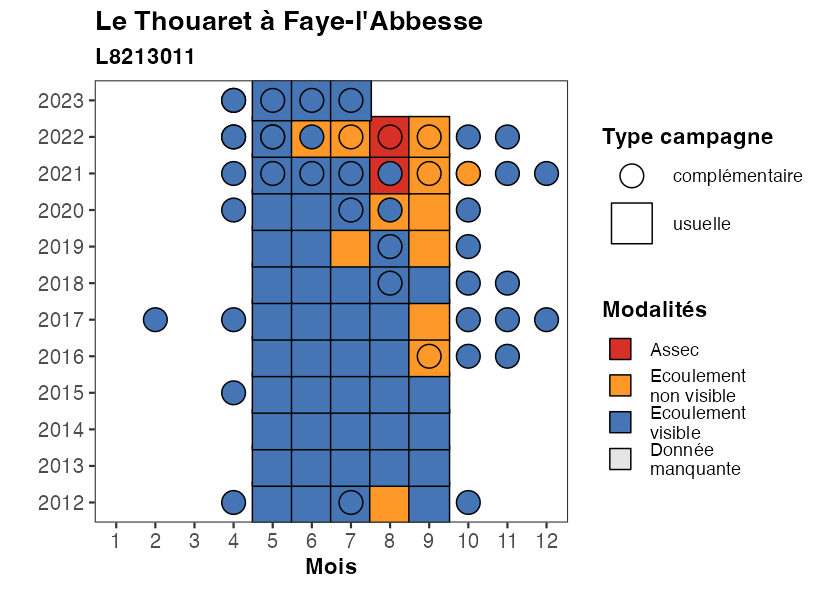 Le Thouaret à Faye-l'Abbesse
L8213011
2023
2022
2021
2020
2019
2018
2017
2016
2015
2014
2013
2012
1 2 3 4 5 6 7 8 9 10 11 12
Mois
Type campagne
complémentaire
usuelle
Modalités
Assec
Ecoulement
non visible
Ecoulement
visible
Donnée
manquante